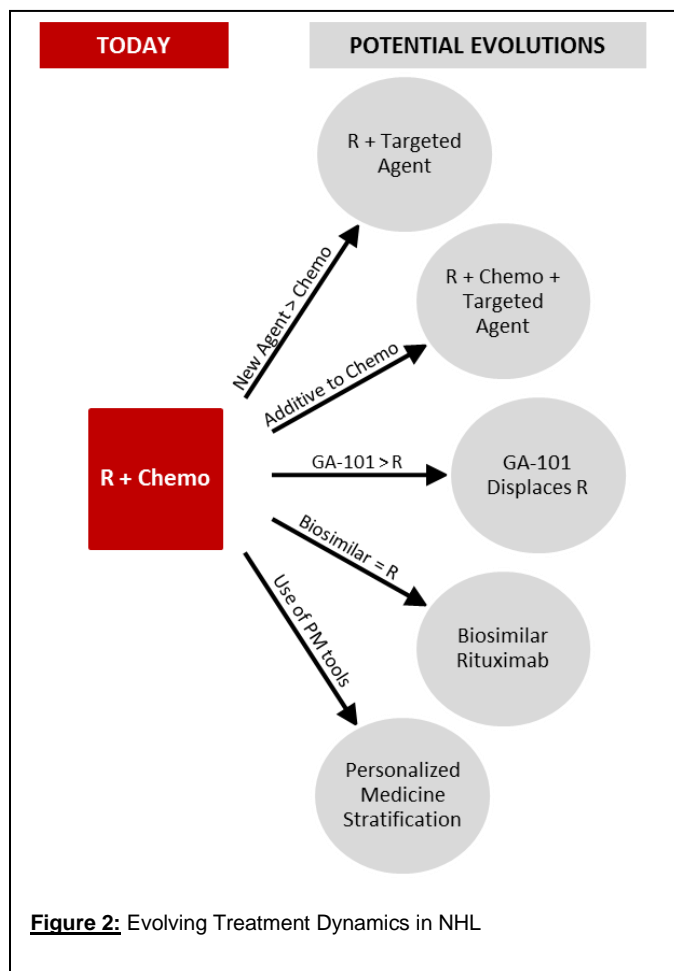 TODAY
POTENTIAL EVOLUTIONS
R + Targeted
Agent
New Agent > Chemo
R + Chemo +
Targeted
Agent
Additive to Chemo
R + Chemo
GA-101 > R
GA-101
Displaces R
Biosimilar = R
Biosimilar
Rituximab
Use of PM tools
Personalized
Medicine
Stratification
Figure 2: Evolving Treatment Dynamics in NHL